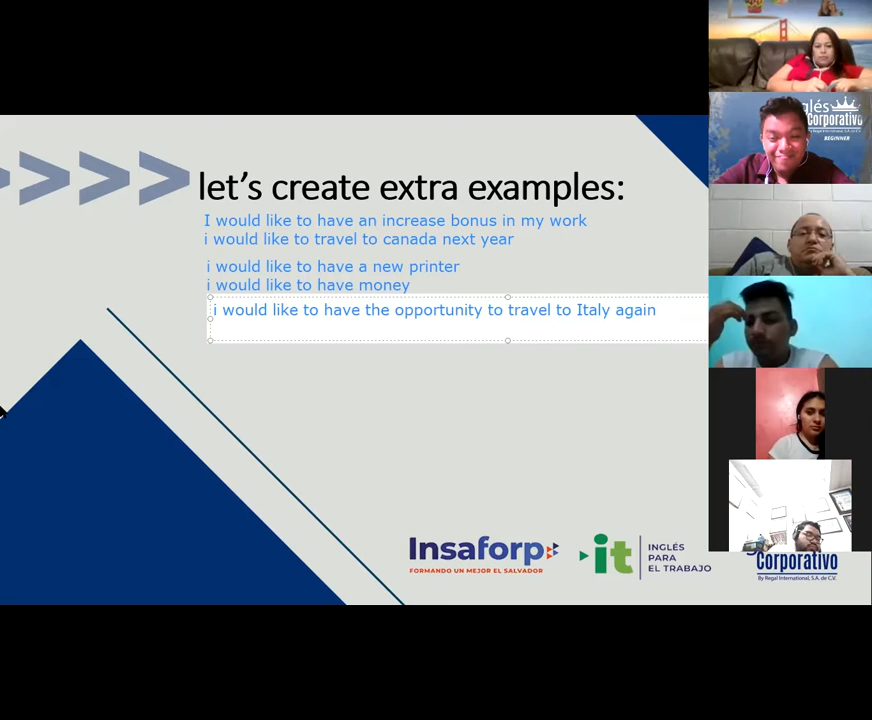 glés
Corporativo
BEGINNER
>>>> let's create extra examples:
I would like to have an increase bonus in my work
i would like to travel to canada next year
i would like to have a new printer
i would like to have money
i would like to have the opportunity to travel to Italy again
Insaforp
FORMANDO UN MEJOR EL SALVADOR
it
INGLÉS
PARA
EL TRABAJO
Corporativo
By Regal International, S.A. de C.V.